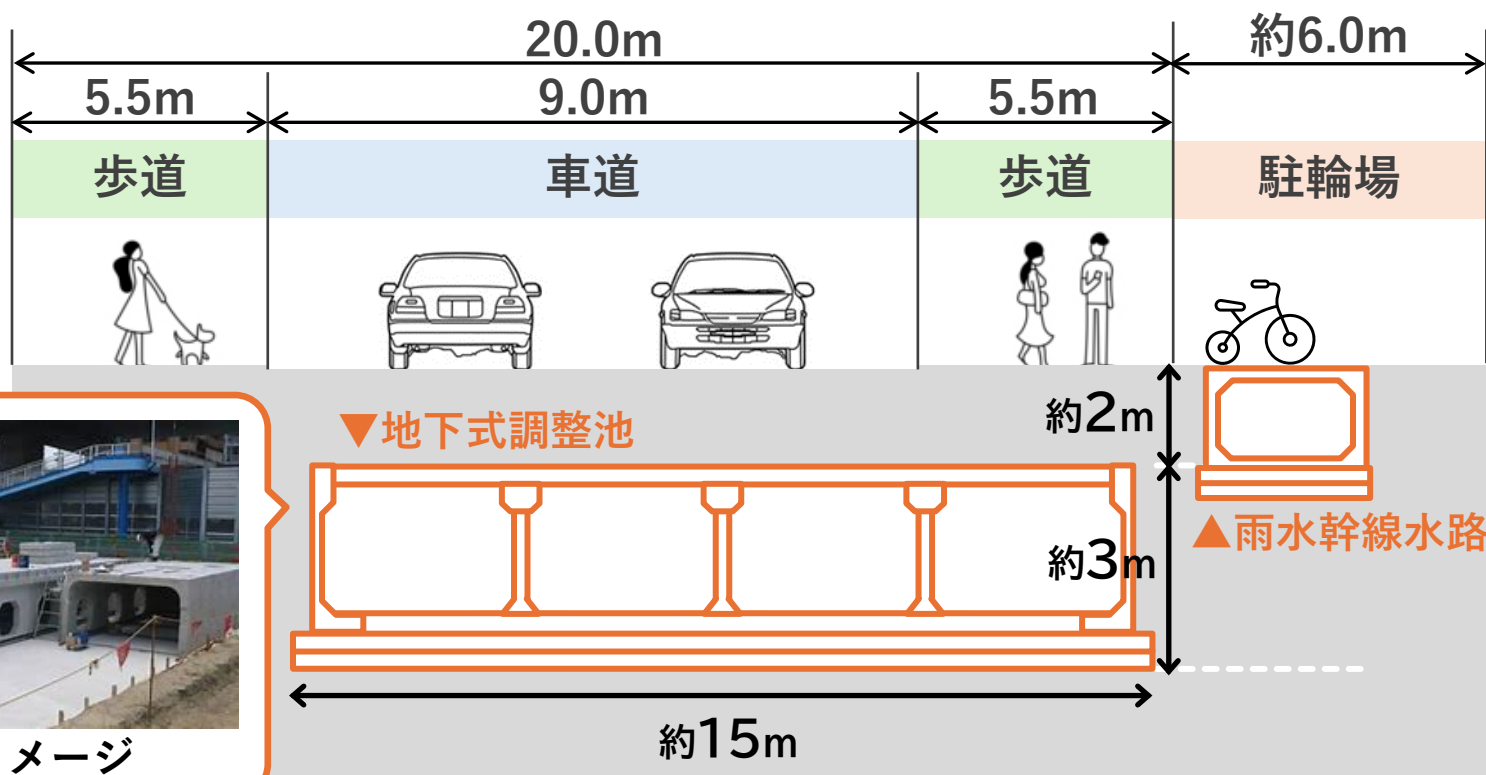 20.0m
約6.0m
5.5m
9.0m
5.5m
歩道
車道
歩道
駐輪場
▼地下式調整池
約2m
約3m
▲雨水幹線水路
約15m
メージ